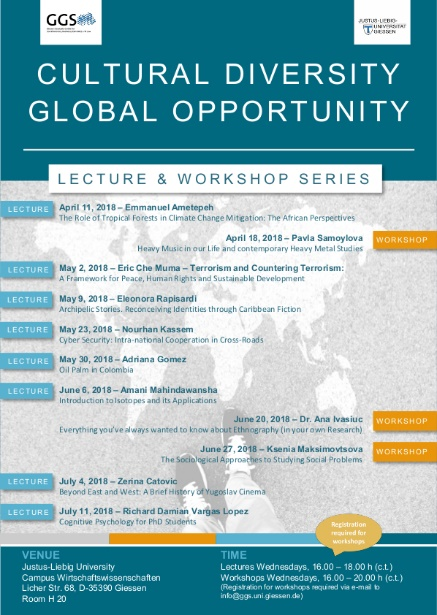 GGS
JUSTUS-LIEBIG-
UNIVERSITÄT
GIESSEN
CULTURAL DIVERSITY
GLOBAL OPPORTUNITY
LECTURE & WORKSHOP SERIES
LECTURE
April 11, 2018 – Emmanuel Ametepeh
The Role of Tropical Forests in Climate Change Mitigation: The African Perspectives
April 18, 2018 – Pavla Samoylova
Heavy Music in our Life and contemporary Heavy Metal Studies
WORKSHOP
LECTURE
May 2, 2018 – Eric Che Muma – Terrorism and Countering Terrorism:
A Framework for Peace, Human Rights and Sustainable Development
LECTURE
May 9, 2018 – Eleonora Rapisardi
Archipelic Stories. Reconceiving Identities through Caribbean Fiction
LECTURE
May 23, 2018 – Nourhan Kassem
Cyber Security: Intra-national Cooperation in Cross-Roads
LECTURE
May 30, 2018 – Adriana Gomez
Oil Palm in Colombia
LECTURE
June 6, 2018 – Amani Mahindawansha
Introduction to Isotopes and its Applications
June 20, 2018 – Dr. Ana Ivasiuc
Everything you've always wanted to know about Ethnography (in your own Research)
WORKSHOP
June 27, 2018 – Ksenia Maksimovtsova
The Sociological Approaches to Studying Social Problems
WORKSHOP
LECTURE
July 4, 2018 – Zerina Catovic
Beyond East and West: A Brief History of Yugoslav Cinema
LECTURE
July 11, 2018 – Richard Damian Vargas Lopez
Cognitive Psychology for PhD Students
Registration
required for
workshops
VENUE
Justus-Liebig University
Campus Wirtschaftswissenschaften
Licher Str. 68, D-35390 Giessen
Room H 20
TIME
Lectures Wednesdays, 16.00 – 18.00 h (c.t.)
Workshops Wednesdays, 16.00 – 20.00 h (c.t.)
(Registration for workshops required via e-mail to
info@ggs.uni.giessen.de)